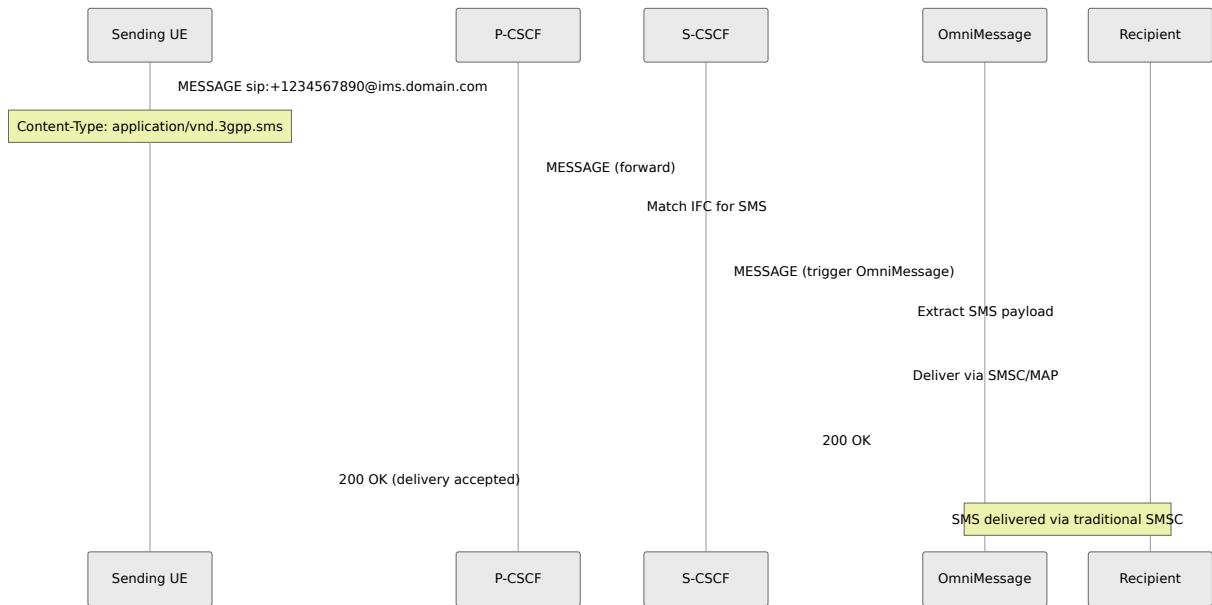 Sending UE
P-CSCF
S-CSCF
OmniMessage
Recipient
MESSAGE sip:+1234567890@ims.domain.com
Content-Type: application/vnd.3gpp.sms
MESSAGE (forward)
Match IFC for SMS
MESSAGE (trigger OmniMessage)
Extract SMS payload
Deliver via SMSC/MAP
200 OK
200 OK (delivery accepted)
SMS delivered via traditional SMSC
Sending UE
P-CSCF
S-CSCF
OmniMessage
Recipient